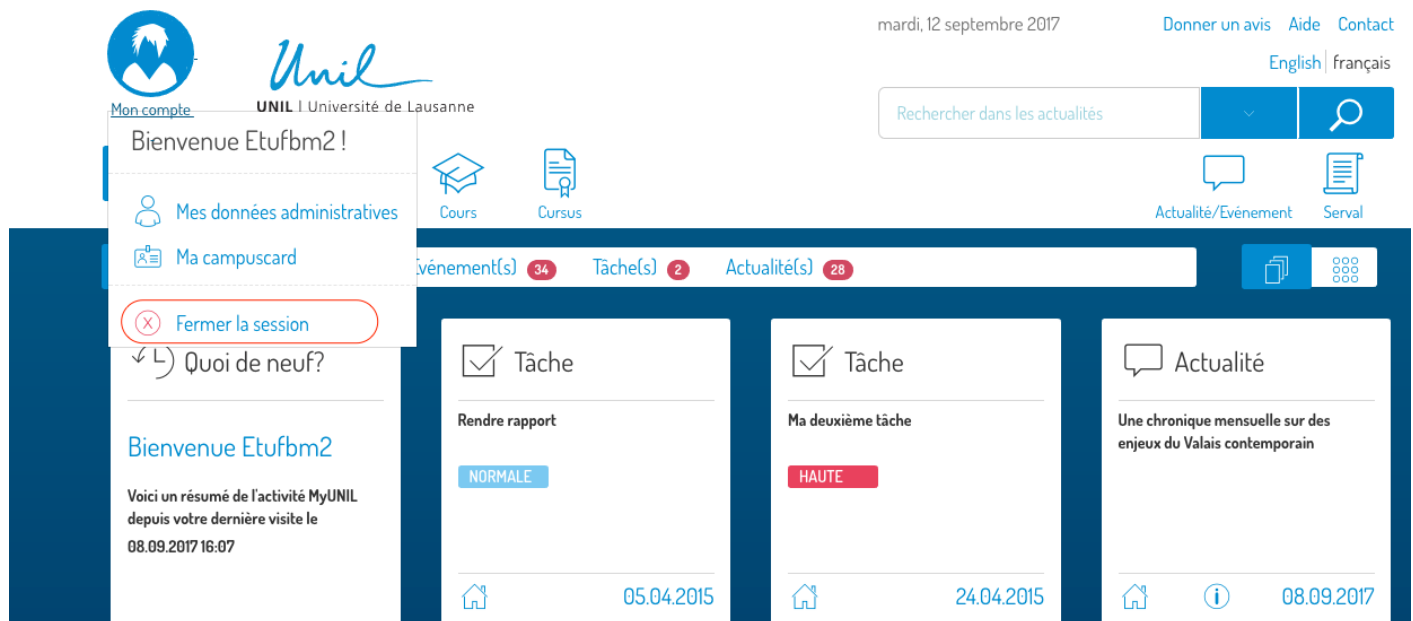 mardi, 12 septembre 2017 Donner un avis Aide Contact
English français
Unil
UNIL | Université de Lausanne
Mon compte
Rechercher dans les actualités
Bienvenue Etufbm2 !
Mes données administratives
Ma campuscard
Fermer la session
Cours Cursus Actualité/Evénement Serval
vénement(s) 34 Tâche(s) 2 Actualité(s) 28
Quoi de neuf?
Bienvenue Etufbm2
Voici un résumé de l'activité MyUNIL
depuis votre dernière visite le
08.09.2017 16:07
Tâche
Rendre rapport
NORMALE
05.04.2015
Tâche
Ma deuxième tâche
HAUTE
24.04.2015
Actualité
Une chronique mensuelle sur des
enjeux du Valais contemporain
08.09.2017